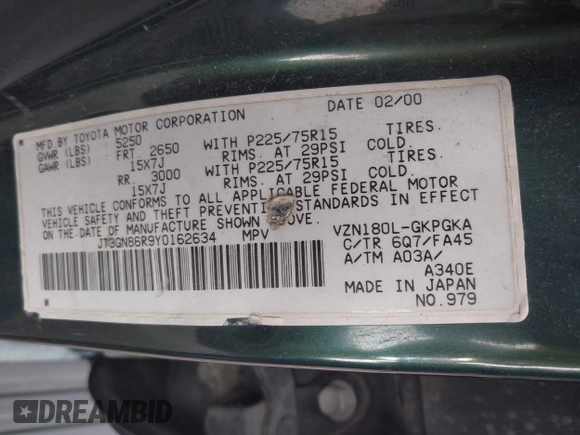 MFD BY TOYOTA MOTOR CORPORATION DATE 02/00
GVWR (LBS) 5250
GAWR (LBS) FRT 2650 WITH P225/75R15 TIRES.
15X7J RIMS. AT 29PSI COLD.
RR 3000 WITH P225/75R15 TIRES.
15X7J RIMS. AT 29PSI COLD.
THIS VEHICLE CONFORMS TO ALL APPLICABLE FEDERAL MOTOR
VEHICLE SAFETY AND THEFT PREVENTION STANDARDS IN EFFECT
ON THE DATE OF MANUFACTURE SHOWN ABOVE.
JT3GN86R9Y0162634 MPV VZN180L-GKPGKA
C/TR 6Q7/FA45
A/TM A03A/
A340E
MADE IN JAPAN
NO.979
DREAMBID